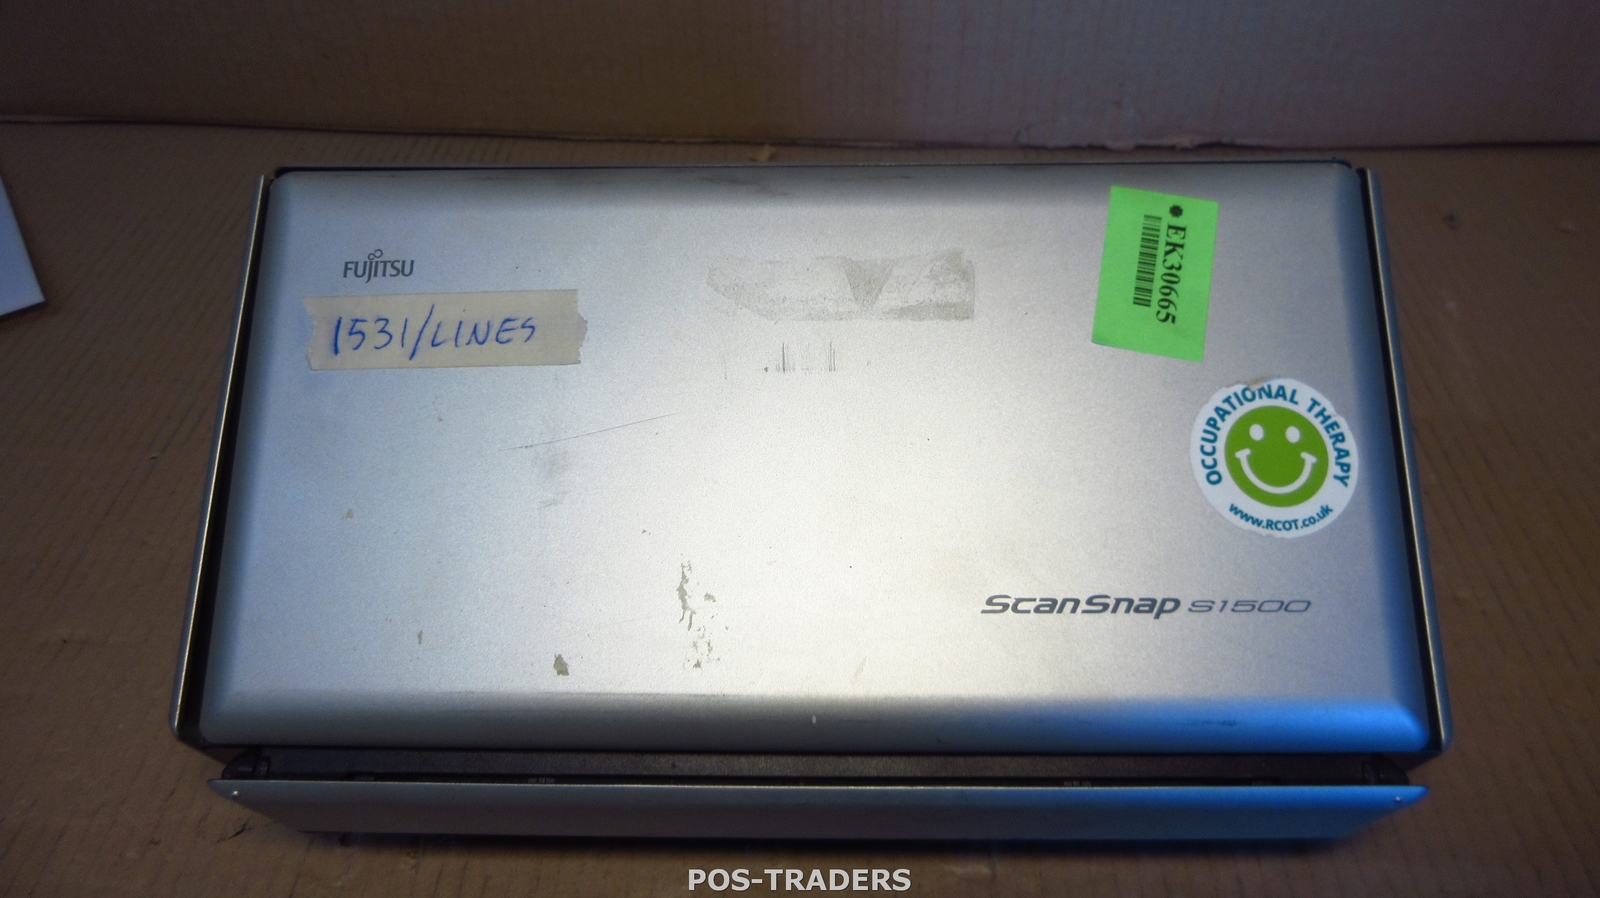 FUJITSU
1531/LINES
EK30665
OCCUPATIONAL THERAPY
www.RCOT.co.uk
ScanSnap S1500
POS-TRADERS